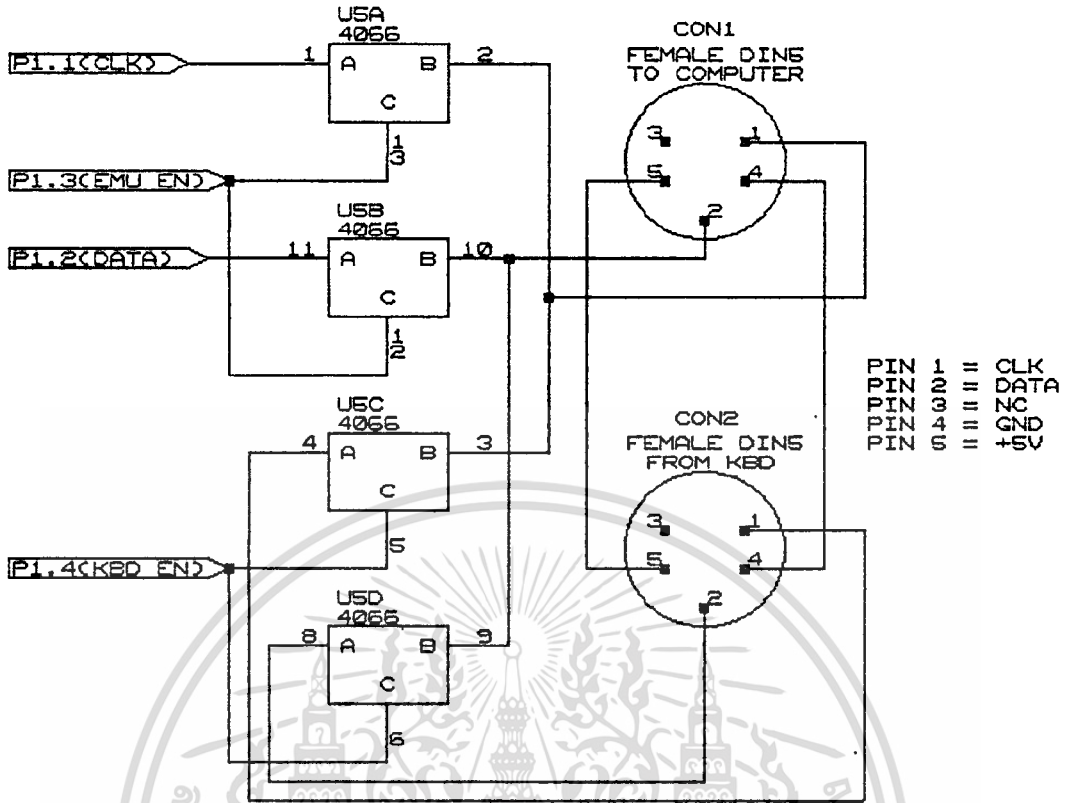 U5A
4066
P1.1(CLK)
1
A
B
2
C
13
P1.3(EMU EN)
U5B
4066
P1.2(DATA)
11
A
B
10
C
12
U5C
4066
4
A
B
3
C
5
P1.4(KBD EN)
U5D
4066
8
A
B
9
C
6
CON1
FEMALE DIN5
TO COMPUTER
3
1
5
4
2
CON2
FEMALE DIN5
FROM KBD
3
1
5
4
2
PIN 1 = CLK
PIN 2 = DATA
PIN 3 = NC
PIN 4 = GND
PIN 5 = +5V